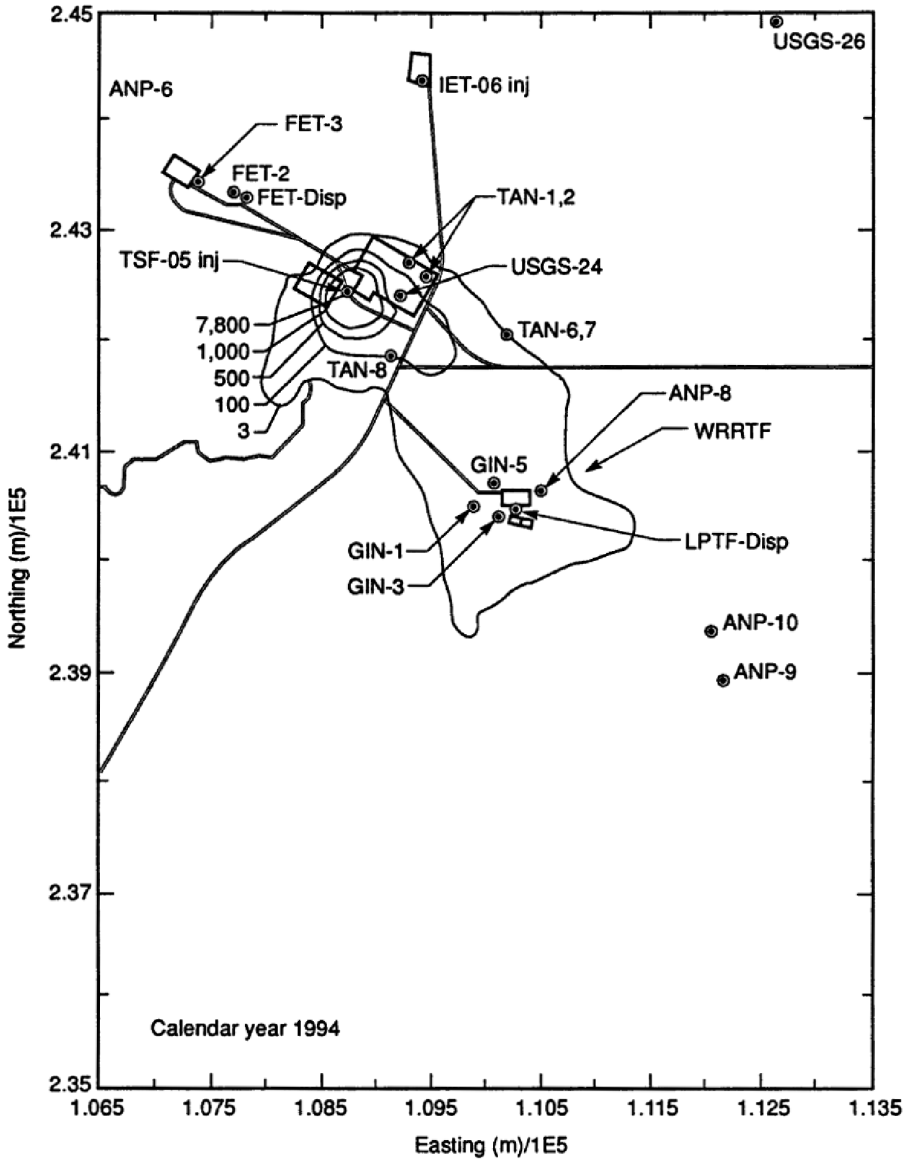 2.45
USGS-26
IET-06 inj
ANP-6
FET-3
FET-2
FET-Disp
TAN-1,2
2.43
TSF-05 inj
USGS-24
7,800
1,000
TAN-6,7
500
TAN-8
100
ANP-8
3
WRRTF
2.41
GIN-5
GIN-1
LPTF-Disp
GIN-3
ANP-10
ANP-9
2.39
Northing (m)/1E5
2.37
Calendar year 1994
2.35
1.065 1.075 1.085 1.095 1.105 1.115 1.125 1.135
Easting (m)/1E5